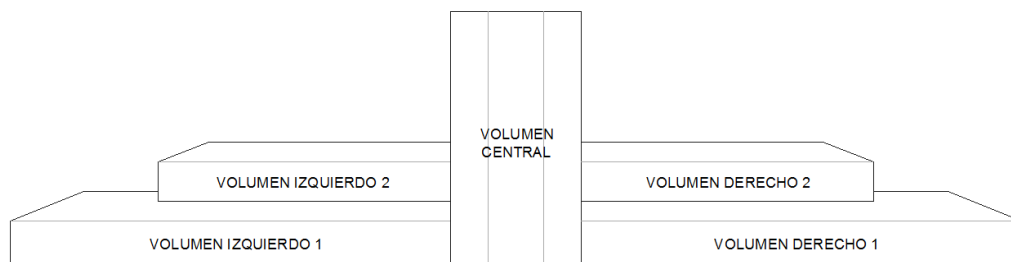 VOLUMEN
CENTRAL
VOLUMEN IZQUIERDO 2
VOLUMEN DERECHO 2
VOLUMEN IZQUIERDO 1
VOLUMEN DERECHO 1